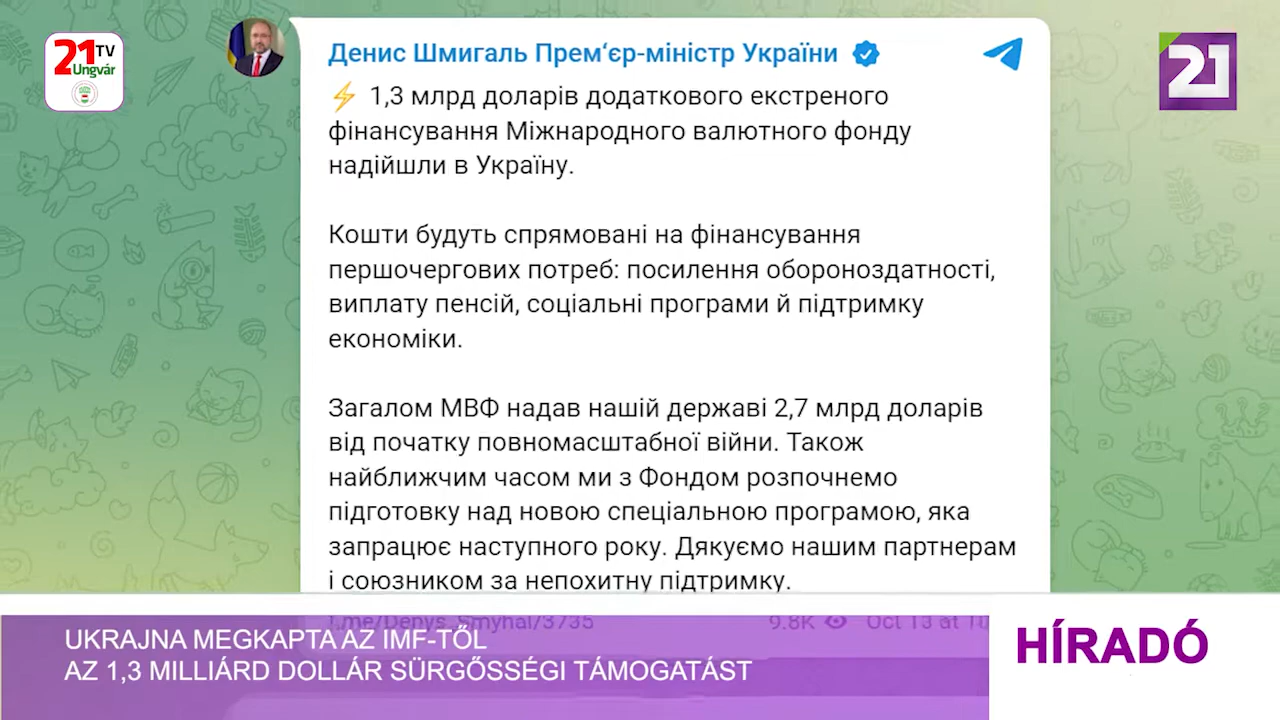 21 TV
Ungvár
Денис Шмигаль Прем‘єр-міністр України
21
⚡ 1,3 млрд доларів додаткового екстреного
фінансування Міжнародного валютного фонду
надійшли в Україну.
Кошти будуть спрямовані на фінансування
першочергових потреб: посилення обороноздатності,
виплату пенсій, соціальні програми й підтримку
економіки.
Загалом МВФ надав нашій державі 2,7 млрд доларів
від початку повномасштабної війни. Також
найближчим часом ми з Фондом розпочнемо
підготовку над новою спеціальною програмою, яка
запрацює наступного року. Дякуємо нашим партнерам
і союзником за непохитну підтримку.
t.me/Denys_Smyhal/3735 9.8K Oct 13 at
UKRAJNA MEGKAPTA AZ IMF-TŐL
AZ 1,3 MILLIÁRD DOLLÁR SÜRGŐSSÉGI TÁMOGATÁST
HÍRADÓ